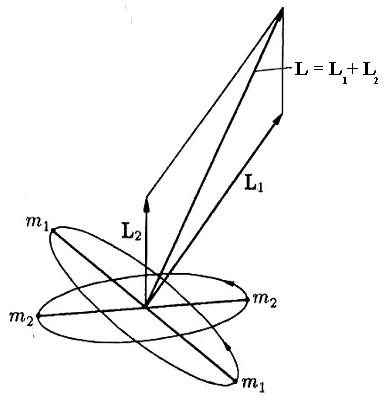 L = L₁ + L₂
L₁
m₁
L₂
m₂
m₂
m₁